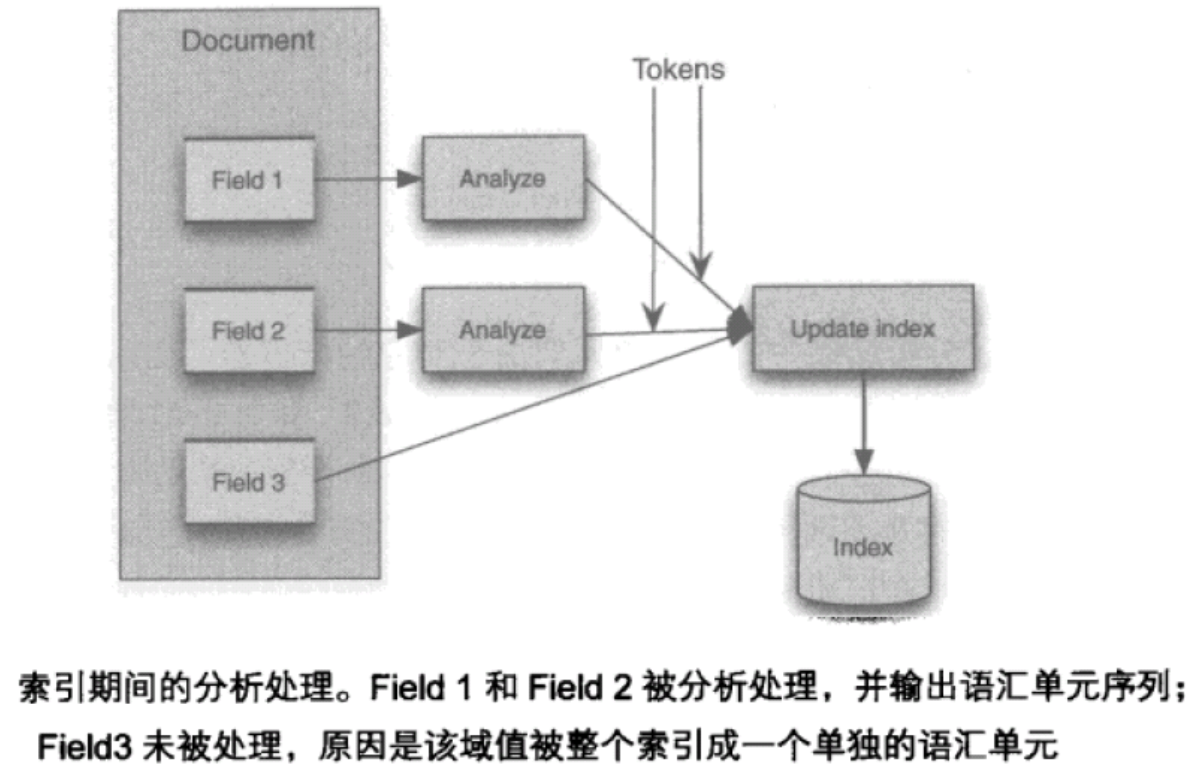 Document
Tokens
Field 1
Analyze
Field 2
Analyze
Update index
Field 3
Index
索引期间的分析处理。Field 1 和 Field 2 被分析处理，并输出语汇单元序列；
Field3 未被处理，原因是该域值被整个索引成一个单独的语汇单元